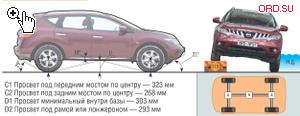 ORD.SU
C1 Просвет под передним мостом по центру — 323 мм
C2 Просвет под задним мостом по центру — 268 мм
D1 Просвет минимальный внутри базы — 303 мм
D2 Просвет под рамой или лонжероном — 293 мм